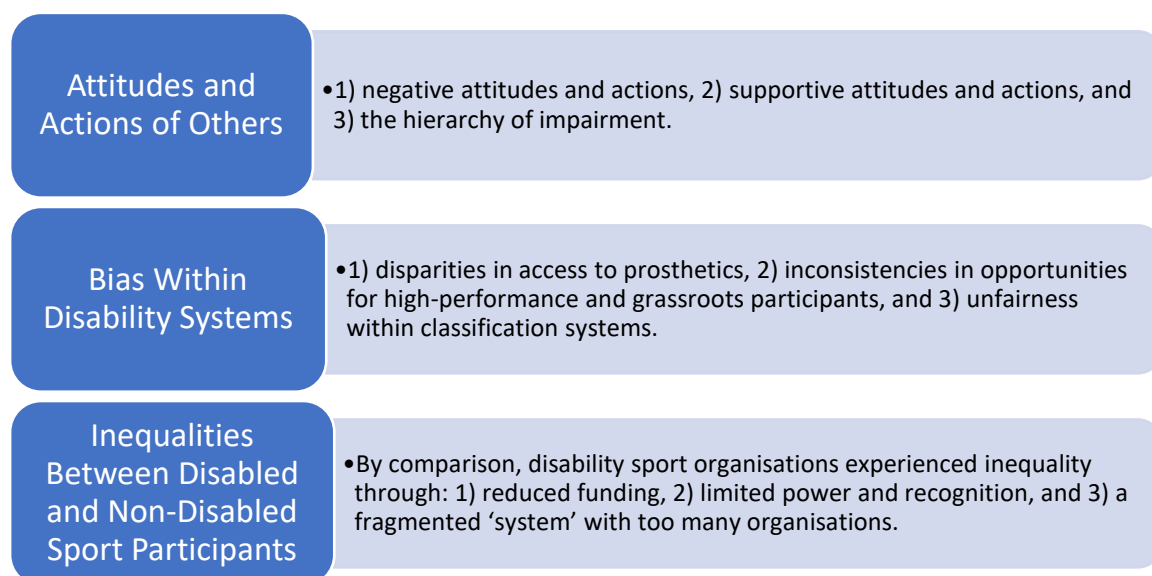 Attitudes and
Actions of Others
•1) negative attitudes and actions, 2) supportive attitudes and actions, and
3) the hierarchy of impairment.
Bias Within
Disability Systems
•1) disparities in access to prosthetics, 2) inconsistencies in opportunities
for high-performance and grassroots participants, and 3) unfairness
within classification systems.
Inequalities
Between Disabled
and Non-Disabled
Sport Participants
•By comparison, disability sport organisations experienced inequality
through: 1) reduced funding, 2) limited power and recognition, and 3) a
fragmented ‘system’ with too many organisations.